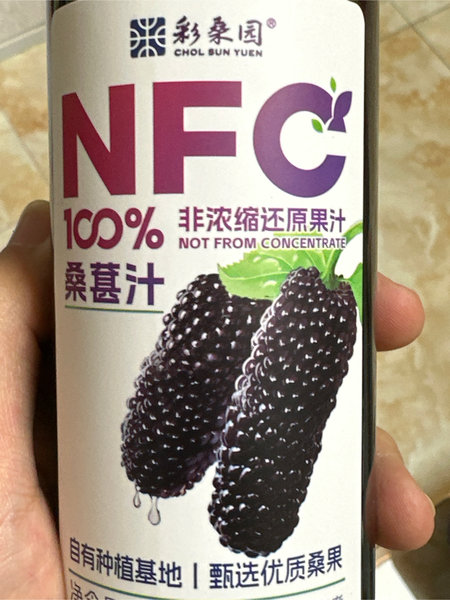 彩桑园®
CHOL SUN YUEN
NFC
100%
非浓缩还原果汁
NOT FROM CONCENTRATE
桑葚汁
自有种植基地 | 甄选优质桑果